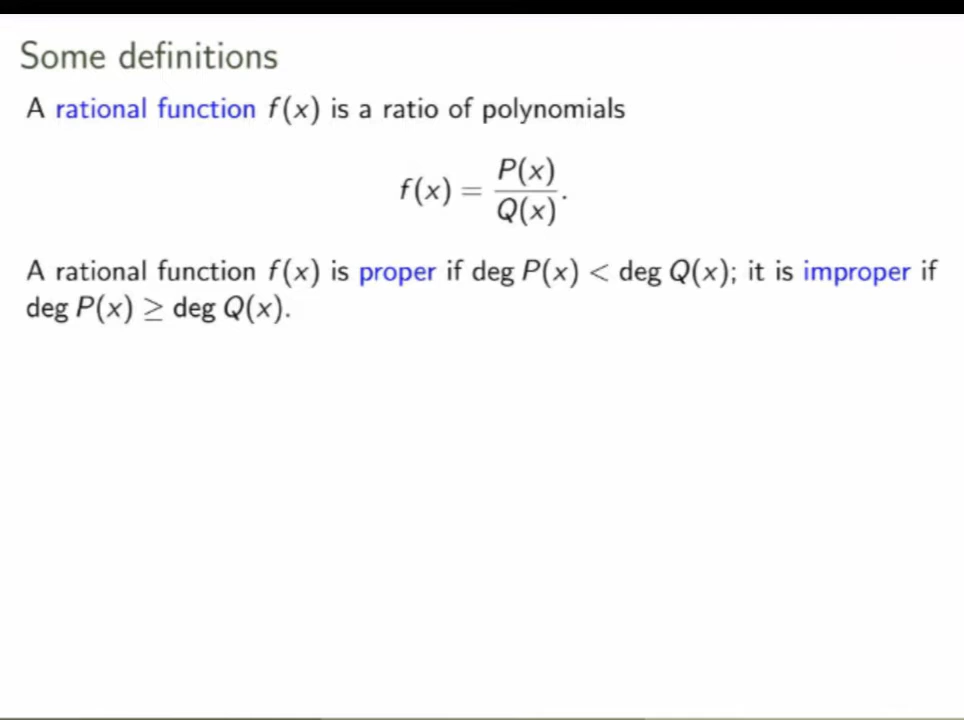 Some definitions
A rational function f(x) is a ratio of polynomials
f(x) = P(x)/Q(x).
A rational function f(x) is proper if deg P(x) < deg Q(x); it is improper if
deg P(x) ≥ deg Q(x).